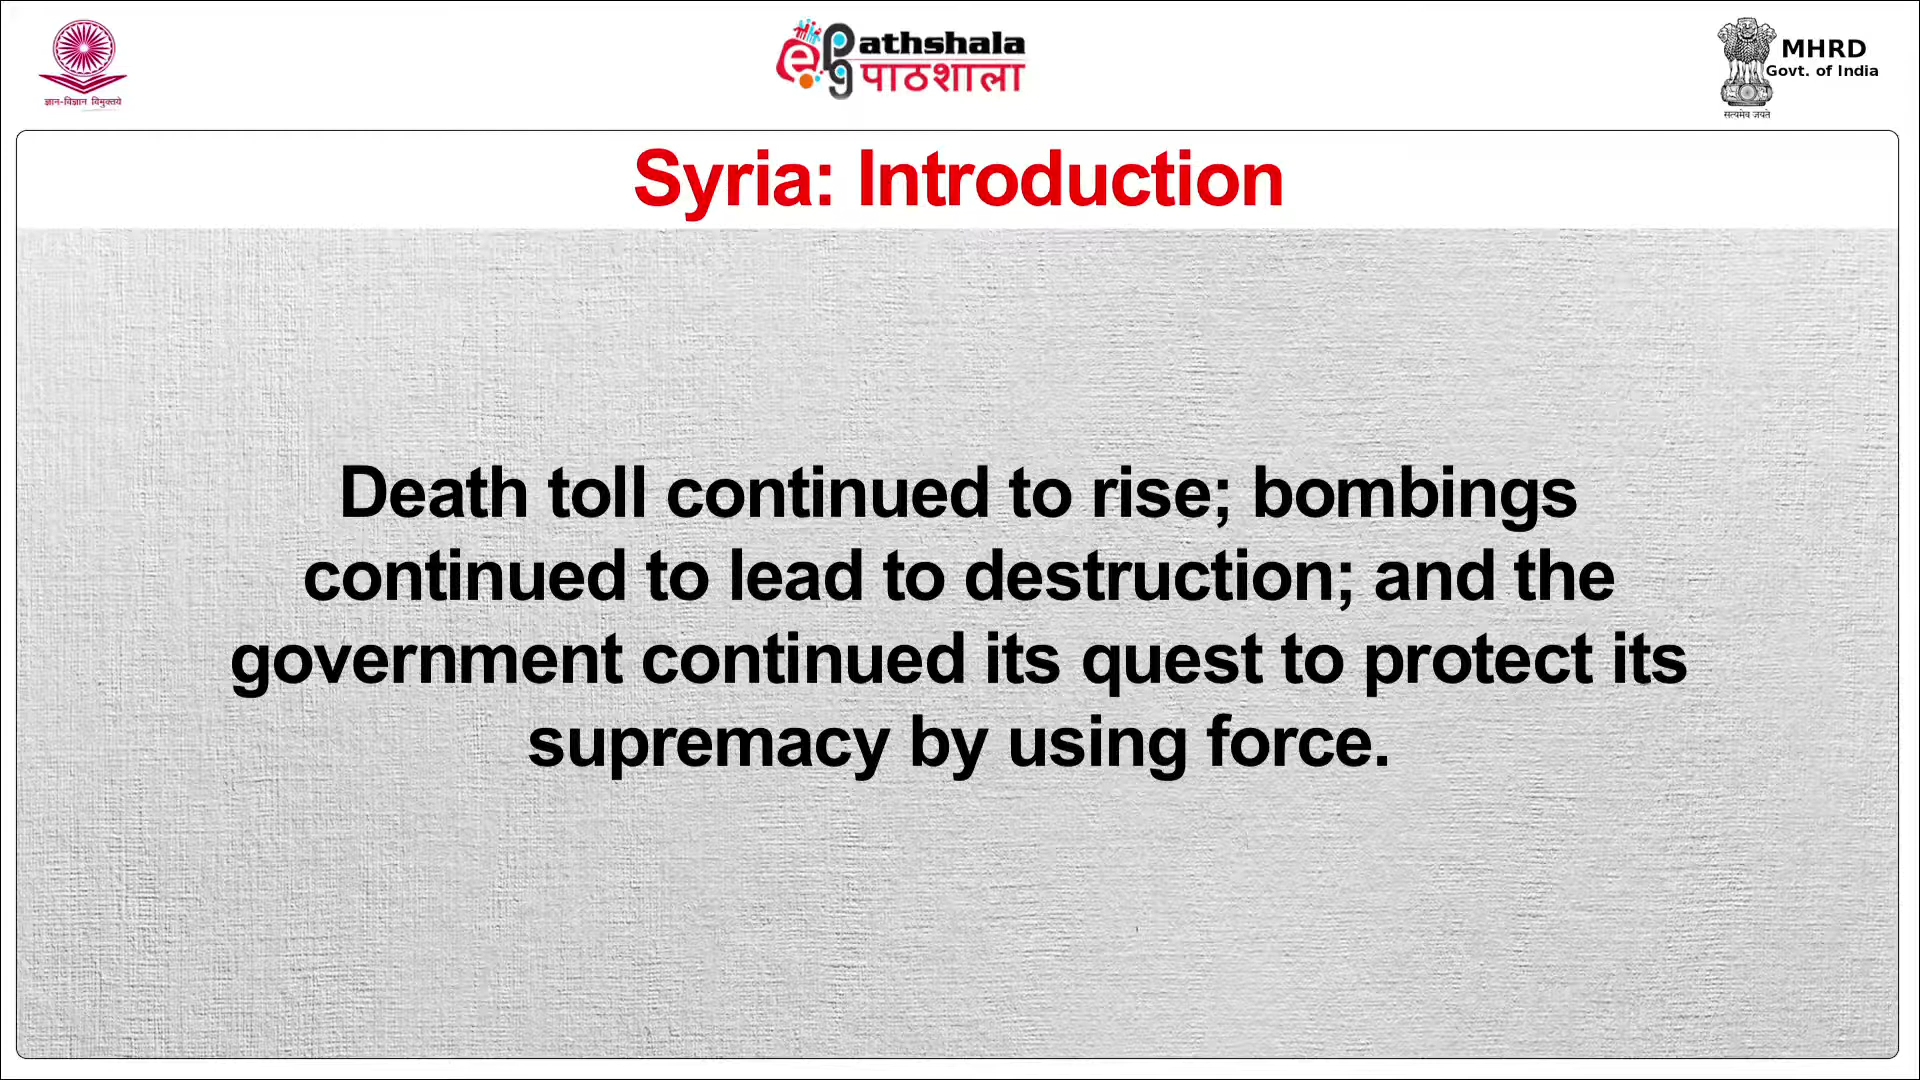 ज्ञान-विज्ञान विमुक्तये
ePG athshala
पाठशाला
MHRD
Govt. of India
सत्यमेव जयते
Syria: Introduction
Death toll continued to rise; bombings
continued to lead to destruction; and the
government continued its quest to protect its
supremacy by using force.